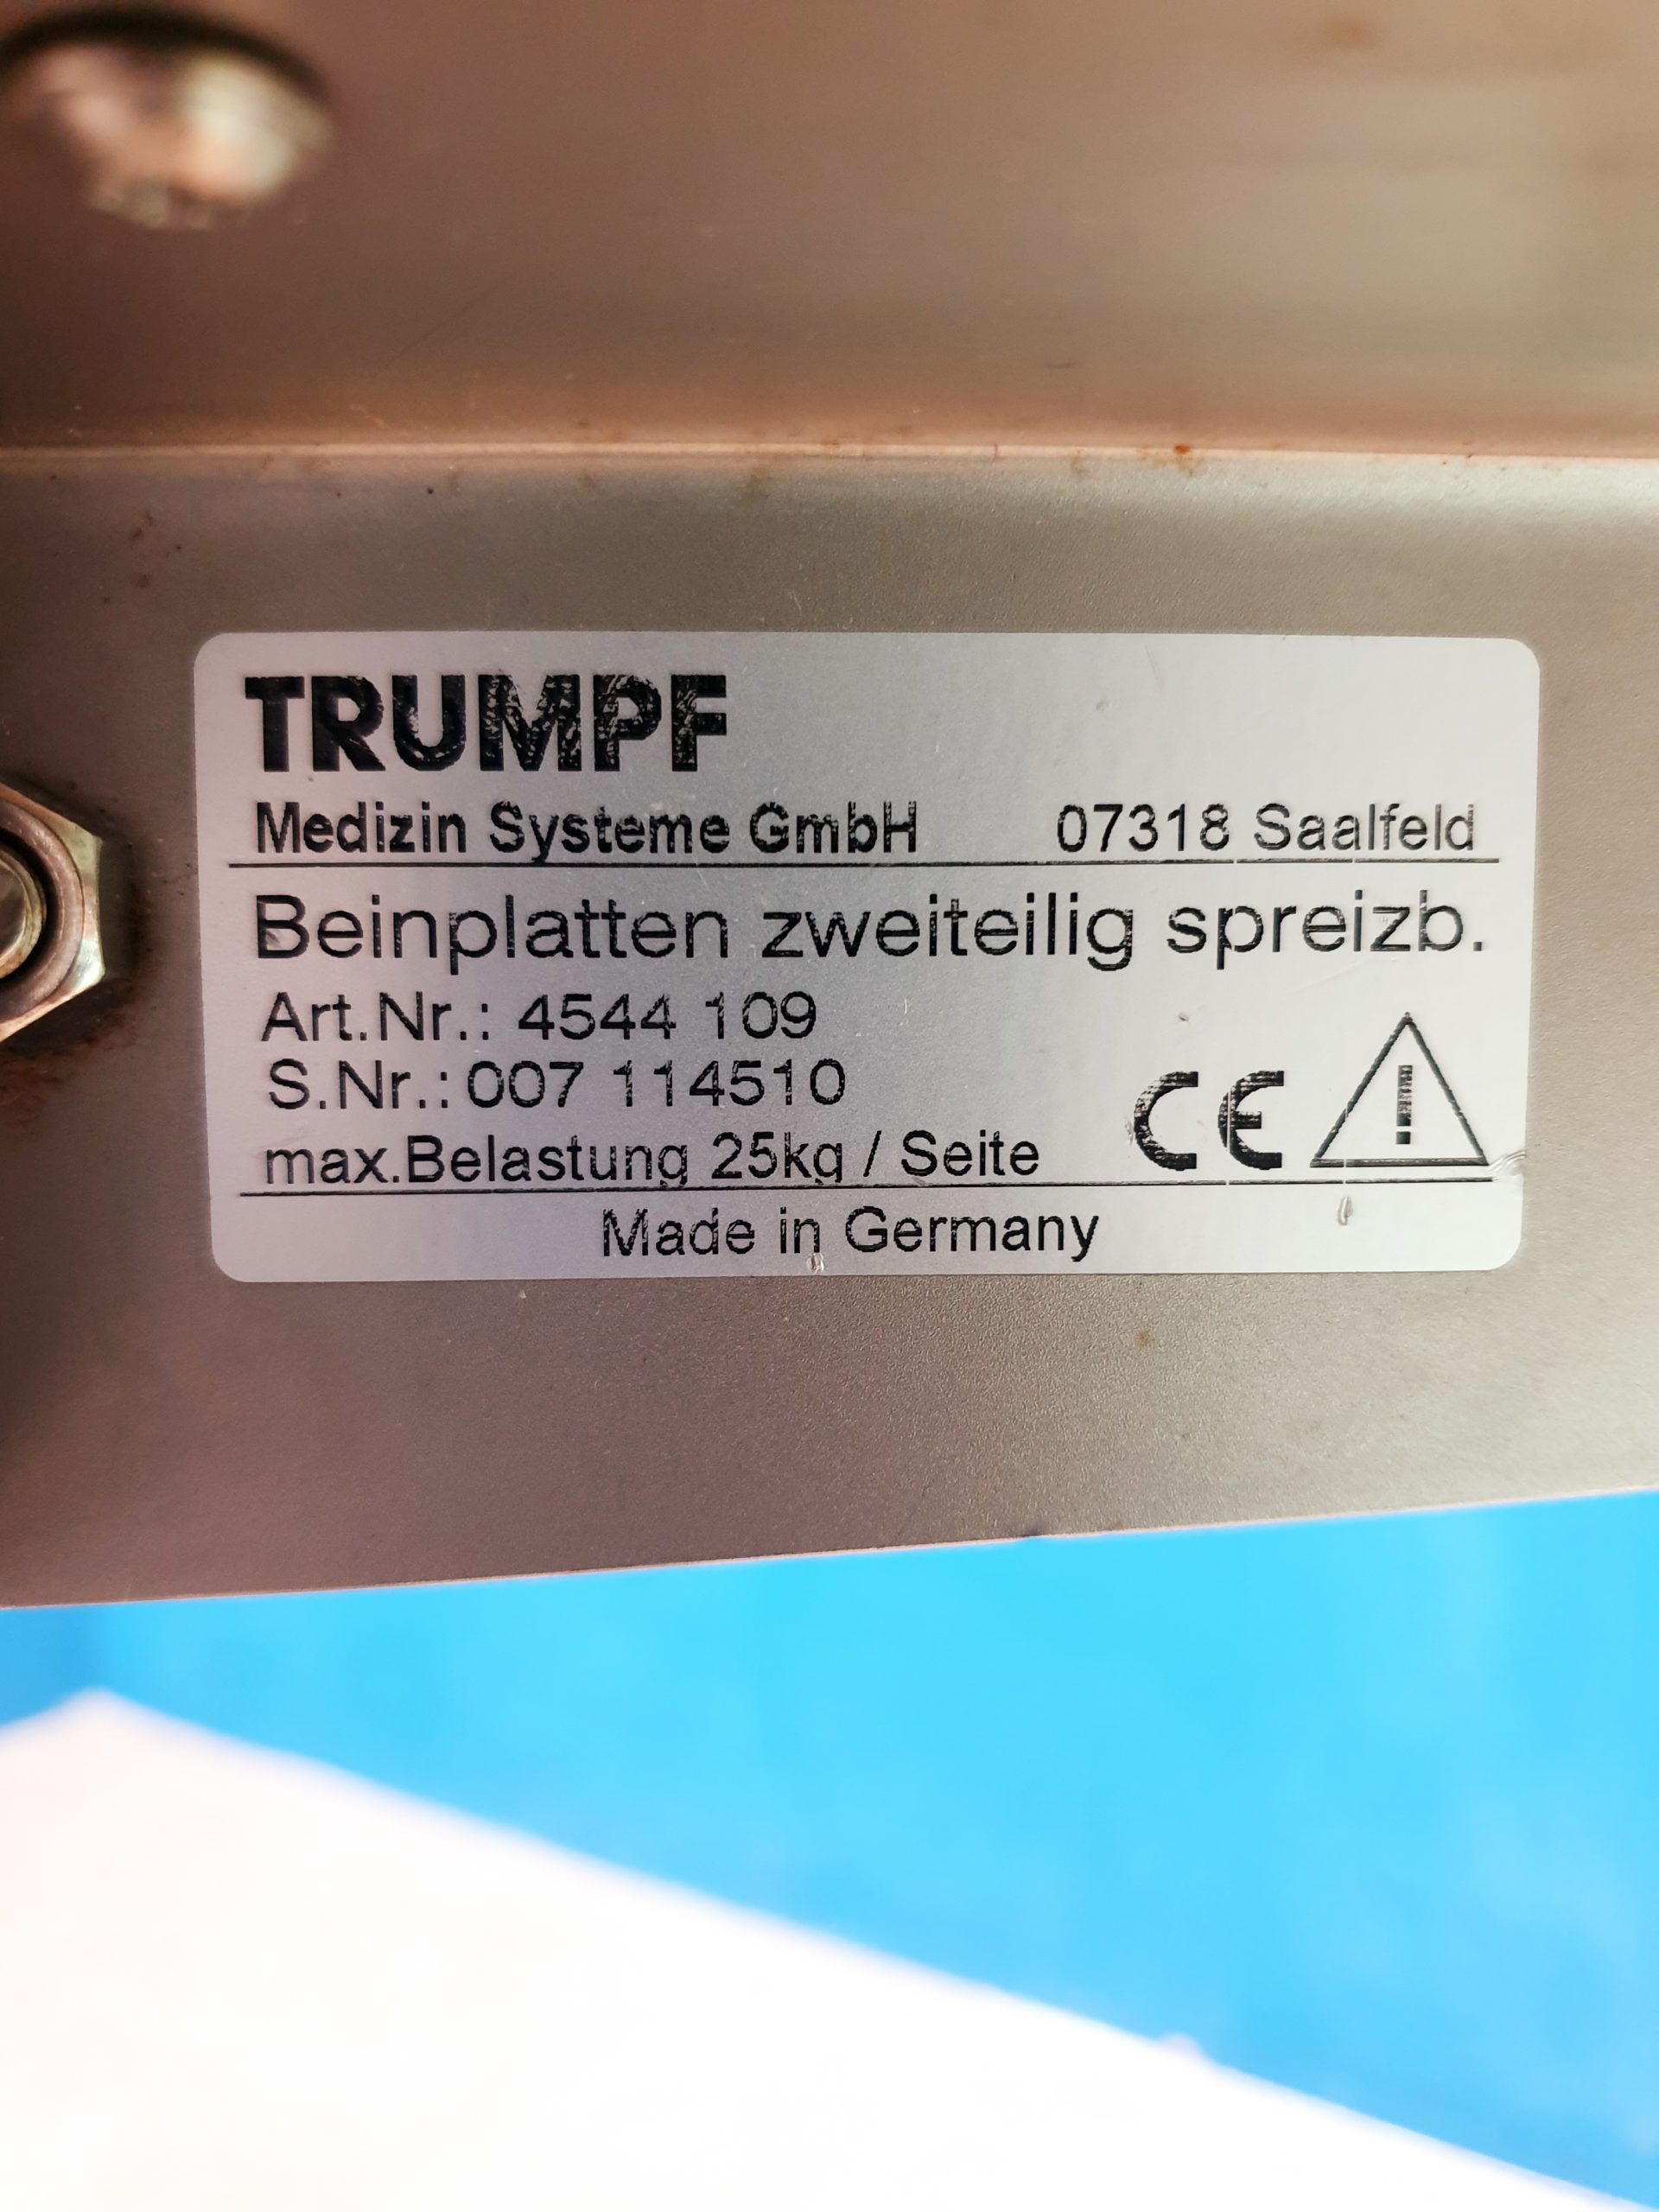 TRUMPF
Medizin Systeme GmbH 07318 Saalfeld
Beinplatten zweiteilig spreizb.
Art.Nr.: 4544 109
S.Nr.: 007 114510
max.Belastung 25kg / Seite
CE
Made in Germany